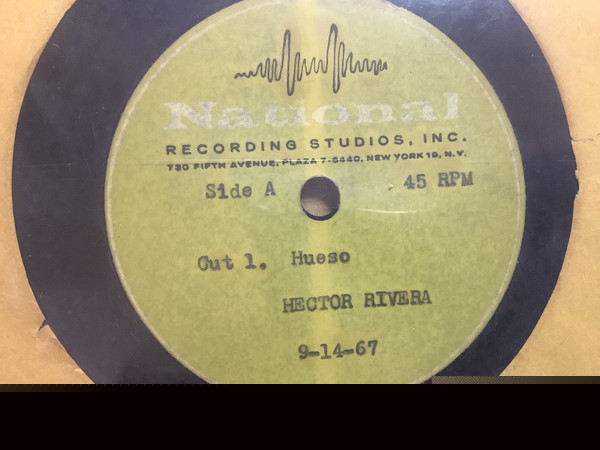 National
RECORDING STUDIOS, INC.
730 FIFTH AVENUE, PLAZA 7-6440, NEW YORK 19, N.Y.
Side A 45 RPM
Cut 1. Hueso
HECTOR RIVERA
9-14-67